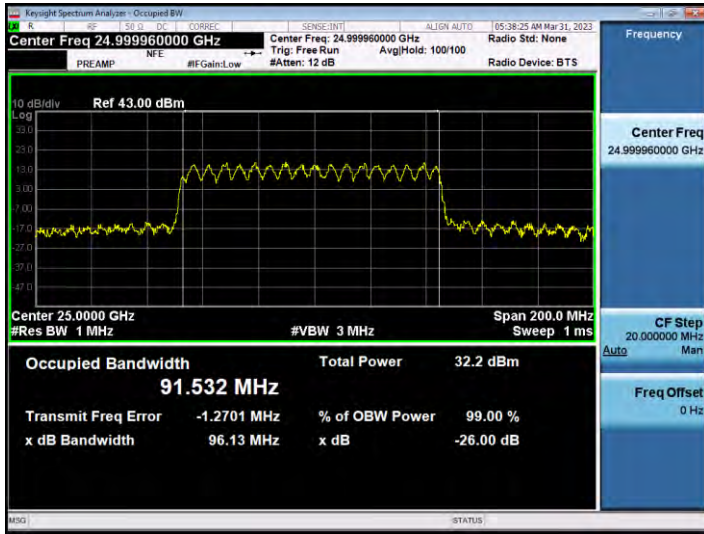 Keysight Spectrum Analyzer - Occupied BW
R RF 50 Ω DC CORREC SENSE:INT ALIGN AUTO 05:38:25 AM Mar 31, 2023
Center Freq 24.999960000 GHz Center Freq: 24.999960000 GHz Radio Std: None Frequency
NFE Trig: Free Run Avg|Hold: 100/100
PREAMP #IFGain:Low #Atten: 12 dB Radio Device: BTS
10 dB/div Ref 43.00 dBm
Log
33.0
23.0
13.0
3.00
-7.00
-17.0
-27.0
-37.0
-47.0
Center Freq
24.999960000 GHz
Center 25.0000 GHz Span 200.0 MHz
#Res BW 1 MHz #VBW 3 MHz Sweep 1 ms
CF Step
20.000000 MHz
Auto Man
Occupied Bandwidth Total Power 32.2 dBm
91.532 MHz
Transmit Freq Error -1.2701 MHz % of OBW Power 99.00 %
x dB Bandwidth 96.13 MHz x dB -26.00 dB
Freq Offset
0 Hz
MSG STATUS